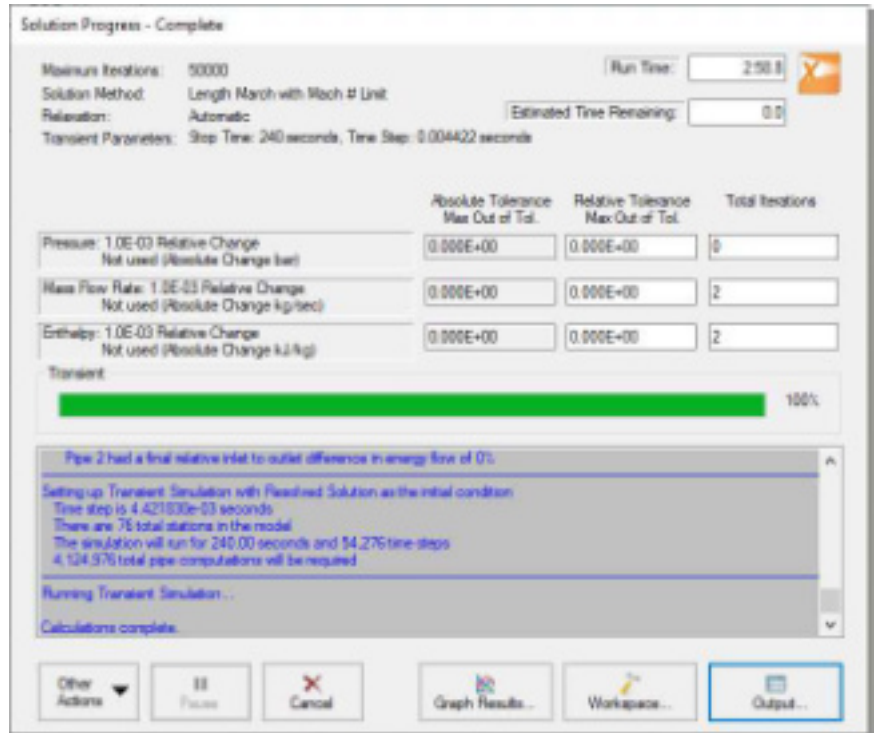 Solution Progress - Complete
Maximum Iterations: 50000
Solution Method: Length March with Mach # Limit
Relaxation: Automatic
Transient Parameters: Stop Time: 240 seconds, Time Step: 0.004422 seconds
Run Time: 2:58.8
Estimated Time Remaining: 0.0
Absolute Tolerance Relative Tolerance Total Iterations
Max Out of Tol. Max Out of Tol.
Pressure: 1.0E-03 Relative Change 0.000E+00 0.000E+00 0
Not used (Absolute Change bar)
Mass Flow Rate: 1.0E-03 Relative Change 0.000E+00 0.000E+00 2
Not used (Absolute Change kg/sec)
Enthalpy: 1.0E-03 Relative Change 0.000E+00 0.000E+00 2
Not used (Absolute Change kJ/kg)
Transient
100%
Pipe 2 had a final relative inlet to outlet difference in energy flow of 0%
Setting up Transient Simulation with Resolved Solution as the initial condition
Time step is 4.421830e-03 seconds
There are 76 total stations in the model
The simulation will run for 240.00 seconds and 54,276 time steps
4,124,976 total pipe computations will be required
Running Transient Simulation...
Calculations complete.
Other Actions
Pause
Cancel
Graph Results...
Workspace...
Output...